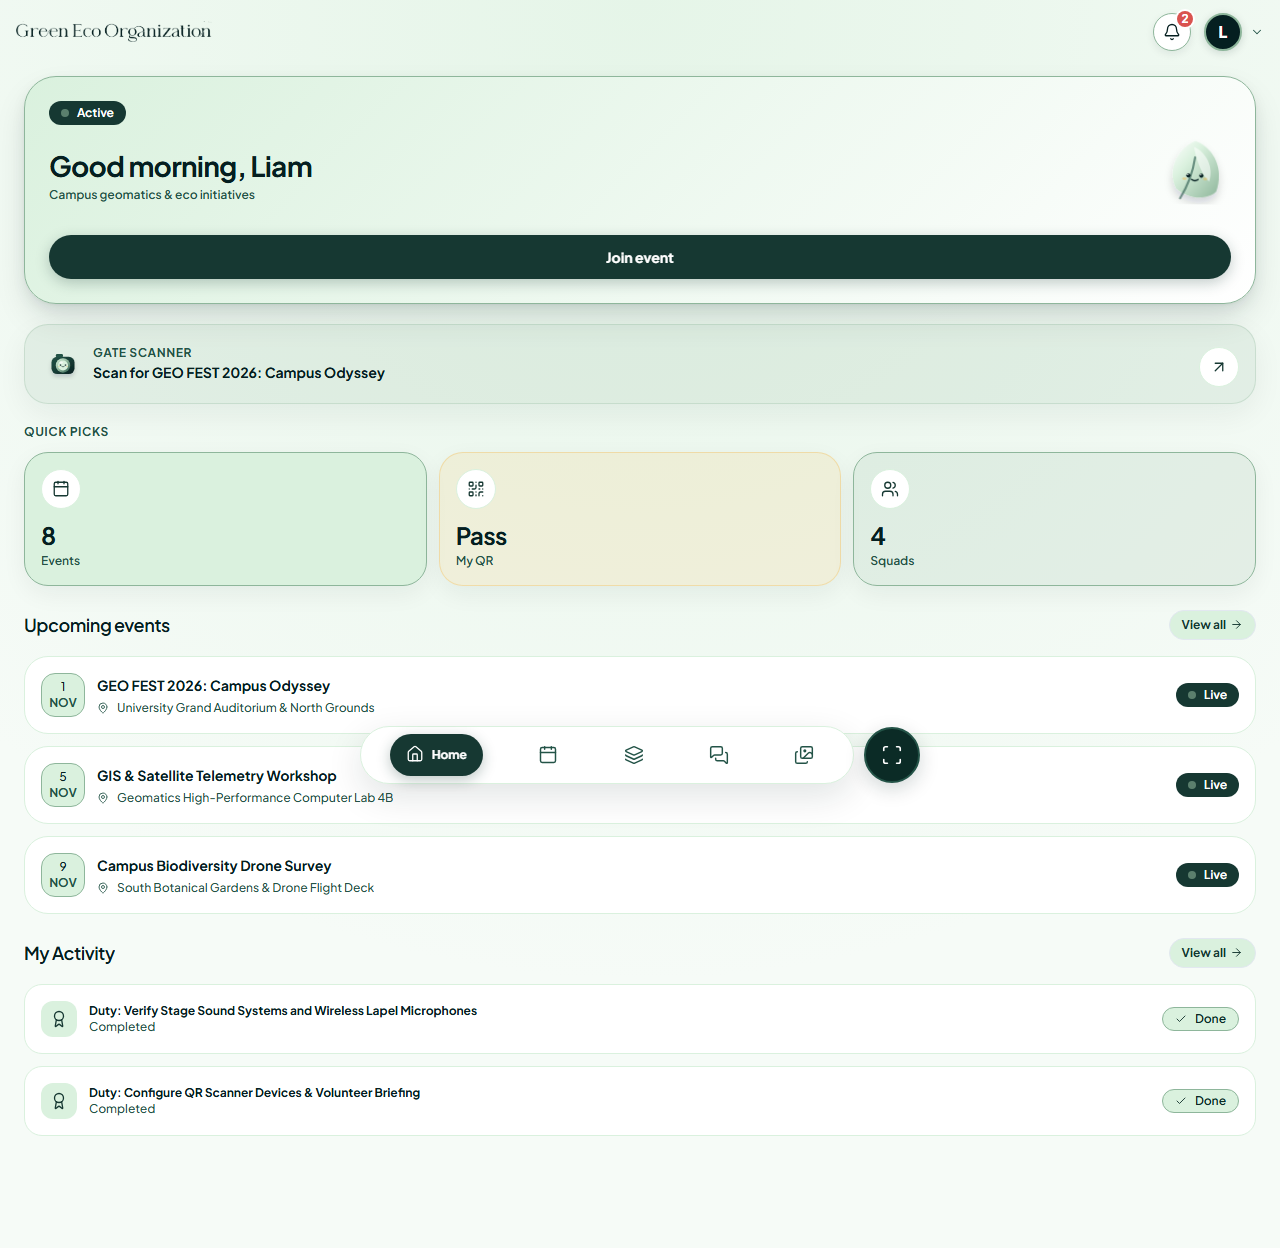 Green Eco Organization
2
L
Active
Good morning, Liam
Campus geomatics & eco initiatives
Join event
GATE SCANNER
Scan for GEO FEST 2026: Campus Odyssey
QUICK PICKS
8
Events
Pass
My QR
4
Squads
Upcoming events
View all
1
NOV
GEO FEST 2026: Campus Odyssey
University Grand Auditorium & North Grounds
Live
Home
5
NOV
GIS & Satellite Telemetry Workshop
Geomatics High-Performance Computer Lab 4B
Live
9
NOV
Campus Biodiversity Drone Survey
South Botanical Gardens & Drone Flight Deck
Live
My Activity
View all
Duty: Verify Stage Sound Systems and Wireless Lapel Microphones
Completed
Done
Duty: Configure QR Scanner Devices & Volunteer Briefing
Completed
Done